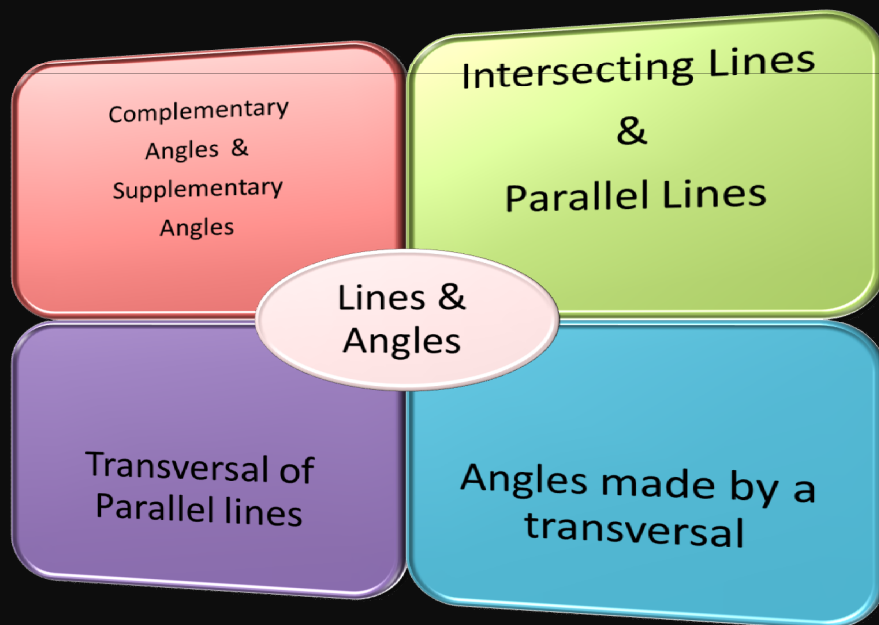 Complementary
Angles &
Supplementary
Angles
Intersecting Lines
&
Parallel Lines
Lines &
Angles
Transversal of
Parallel lines
Angles made by a
transversal